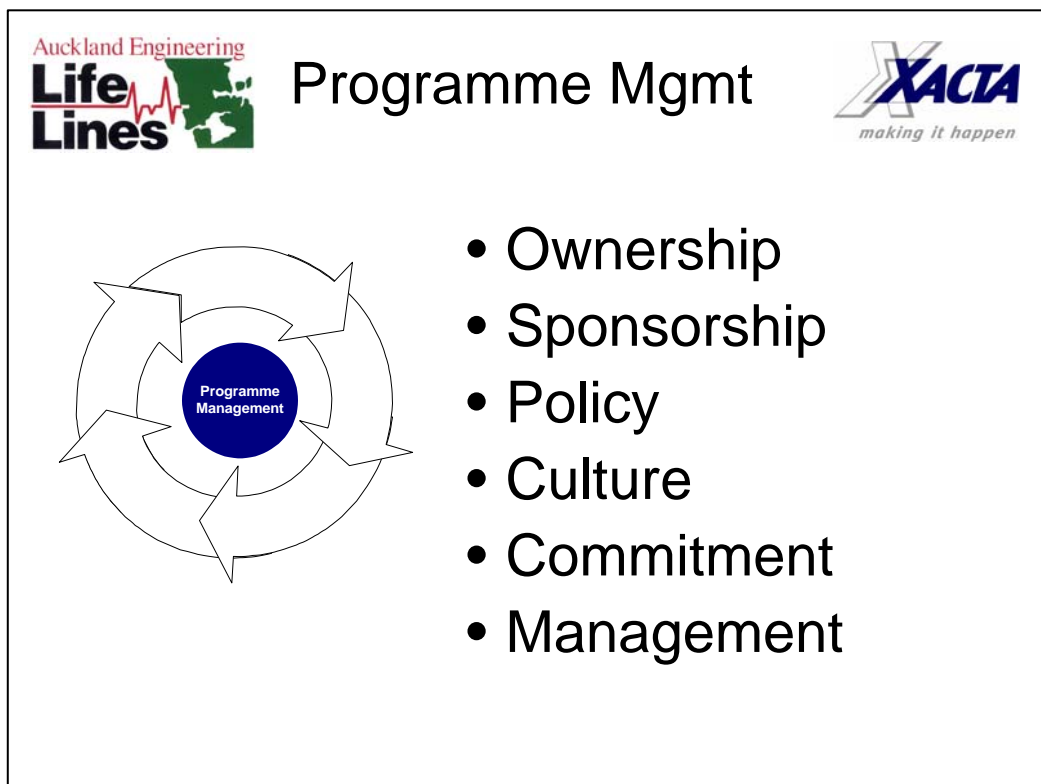 Auckland Engineering
Life
Lines
Programme Mgmt
XACTA
making it happen
Programme
Management
• Ownership
• Sponsorship
• Policy
• Culture
• Commitment
• Management